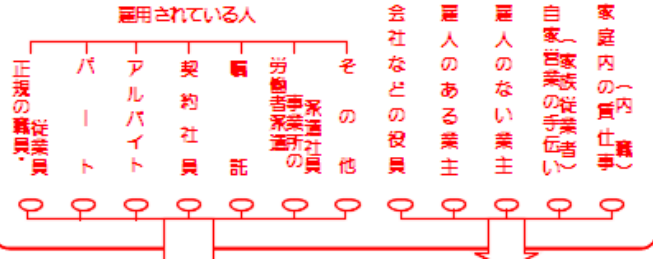 雇用されている人
正規の職員・
従業員
パート
アルバイト
契約社員
嘱託
労働者派遣
事業所の
派遣社員
その他
会社などの役員
雇人のある業主
雇人のない業主
自家営業の手伝い
(家族従業者)
家庭内の賃仕事
(内職)